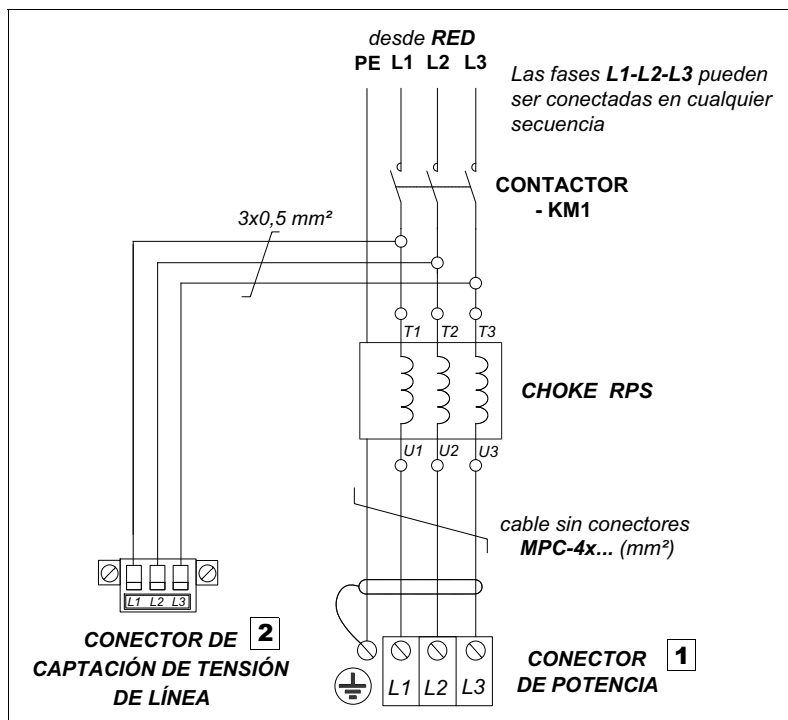 desde RED
PE L1 L2 L3
Las fases L1-L2-L3 pueden
ser conectadas en cualquier
secuencia
CONTACTOR
- KM1
3x0,5 mm²
T1 T2 T3
CHOKE RPS
U1 U2 U3
cable sin conectores
MPC-4x... (mm²)
L1 L2 L3
CONECTOR DE 2
CAPTACIÓN DE TENSIÓN
DE LÍNEA
L1 L2 L3
CONECTOR 1
DE POTENCIA